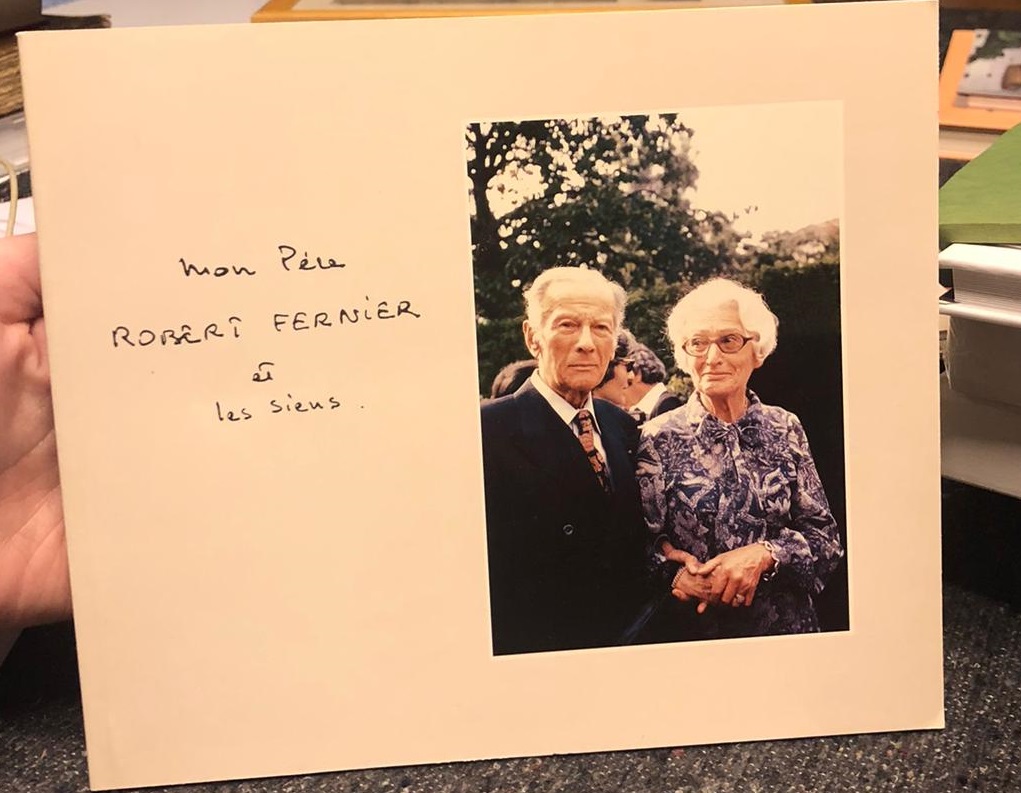 mon Père
ROBERT FERNIER
et
les siens.